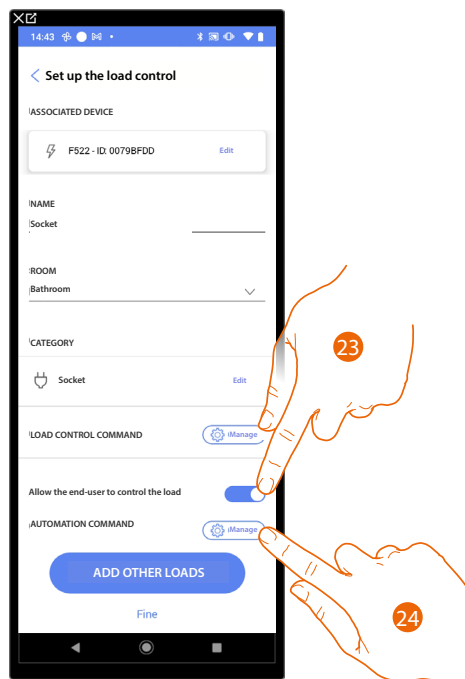 14:43
Set up the load control
ASSOCIATED DEVICE
F522 - ID: 0079BFDD Edit
NAME
Socket
ROOM
Bathroom
CATEGORY
Socket Edit
LOAD CONTROL COMMAND Manage
23
Allow the end-user to control the load
AUTOMATION COMMAND Manage
ADD OTHER LOADS
Fine
24